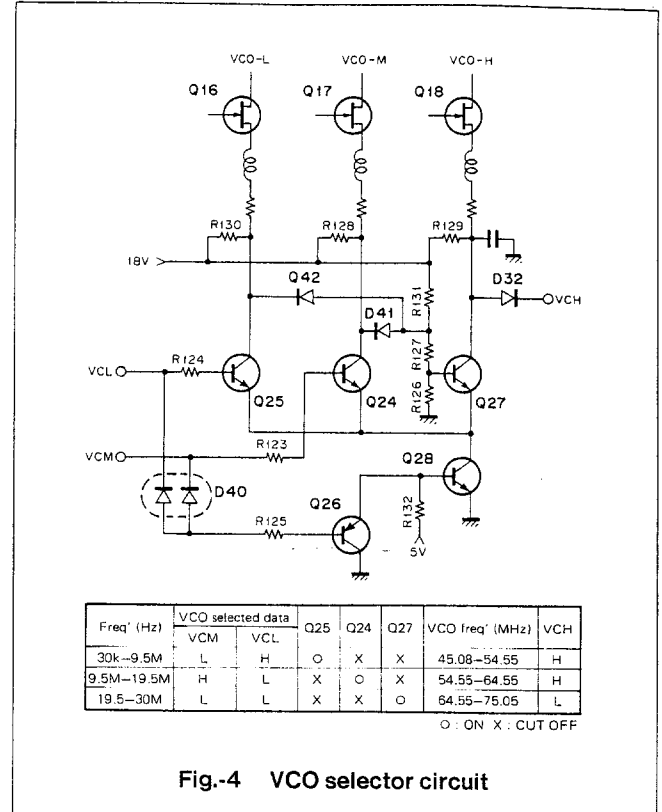 VCO-L VCO-M VCO-H
Q16 Q17 Q18
R130 R128 R129
18V
Q42 D41 R131 D32 VCH
R127
R126
VCL R124
Q25 Q24 Q27
VCM R123
D40 Q26 Q28
R125 R132
5V
Freq' (Hz) VCO selected data Q25 Q24 Q27 VCO freq' (MHz) VCH
VCM VCL
30k—9.5M L H O X X 45.08—54.55 H
9.5M—19.5M H L X O X 54.55—64.55 H
19.5—30M L L X X O 64.55—75.05 L
O : ON X : CUT OFF
Fig.-4 VCO selector circuit